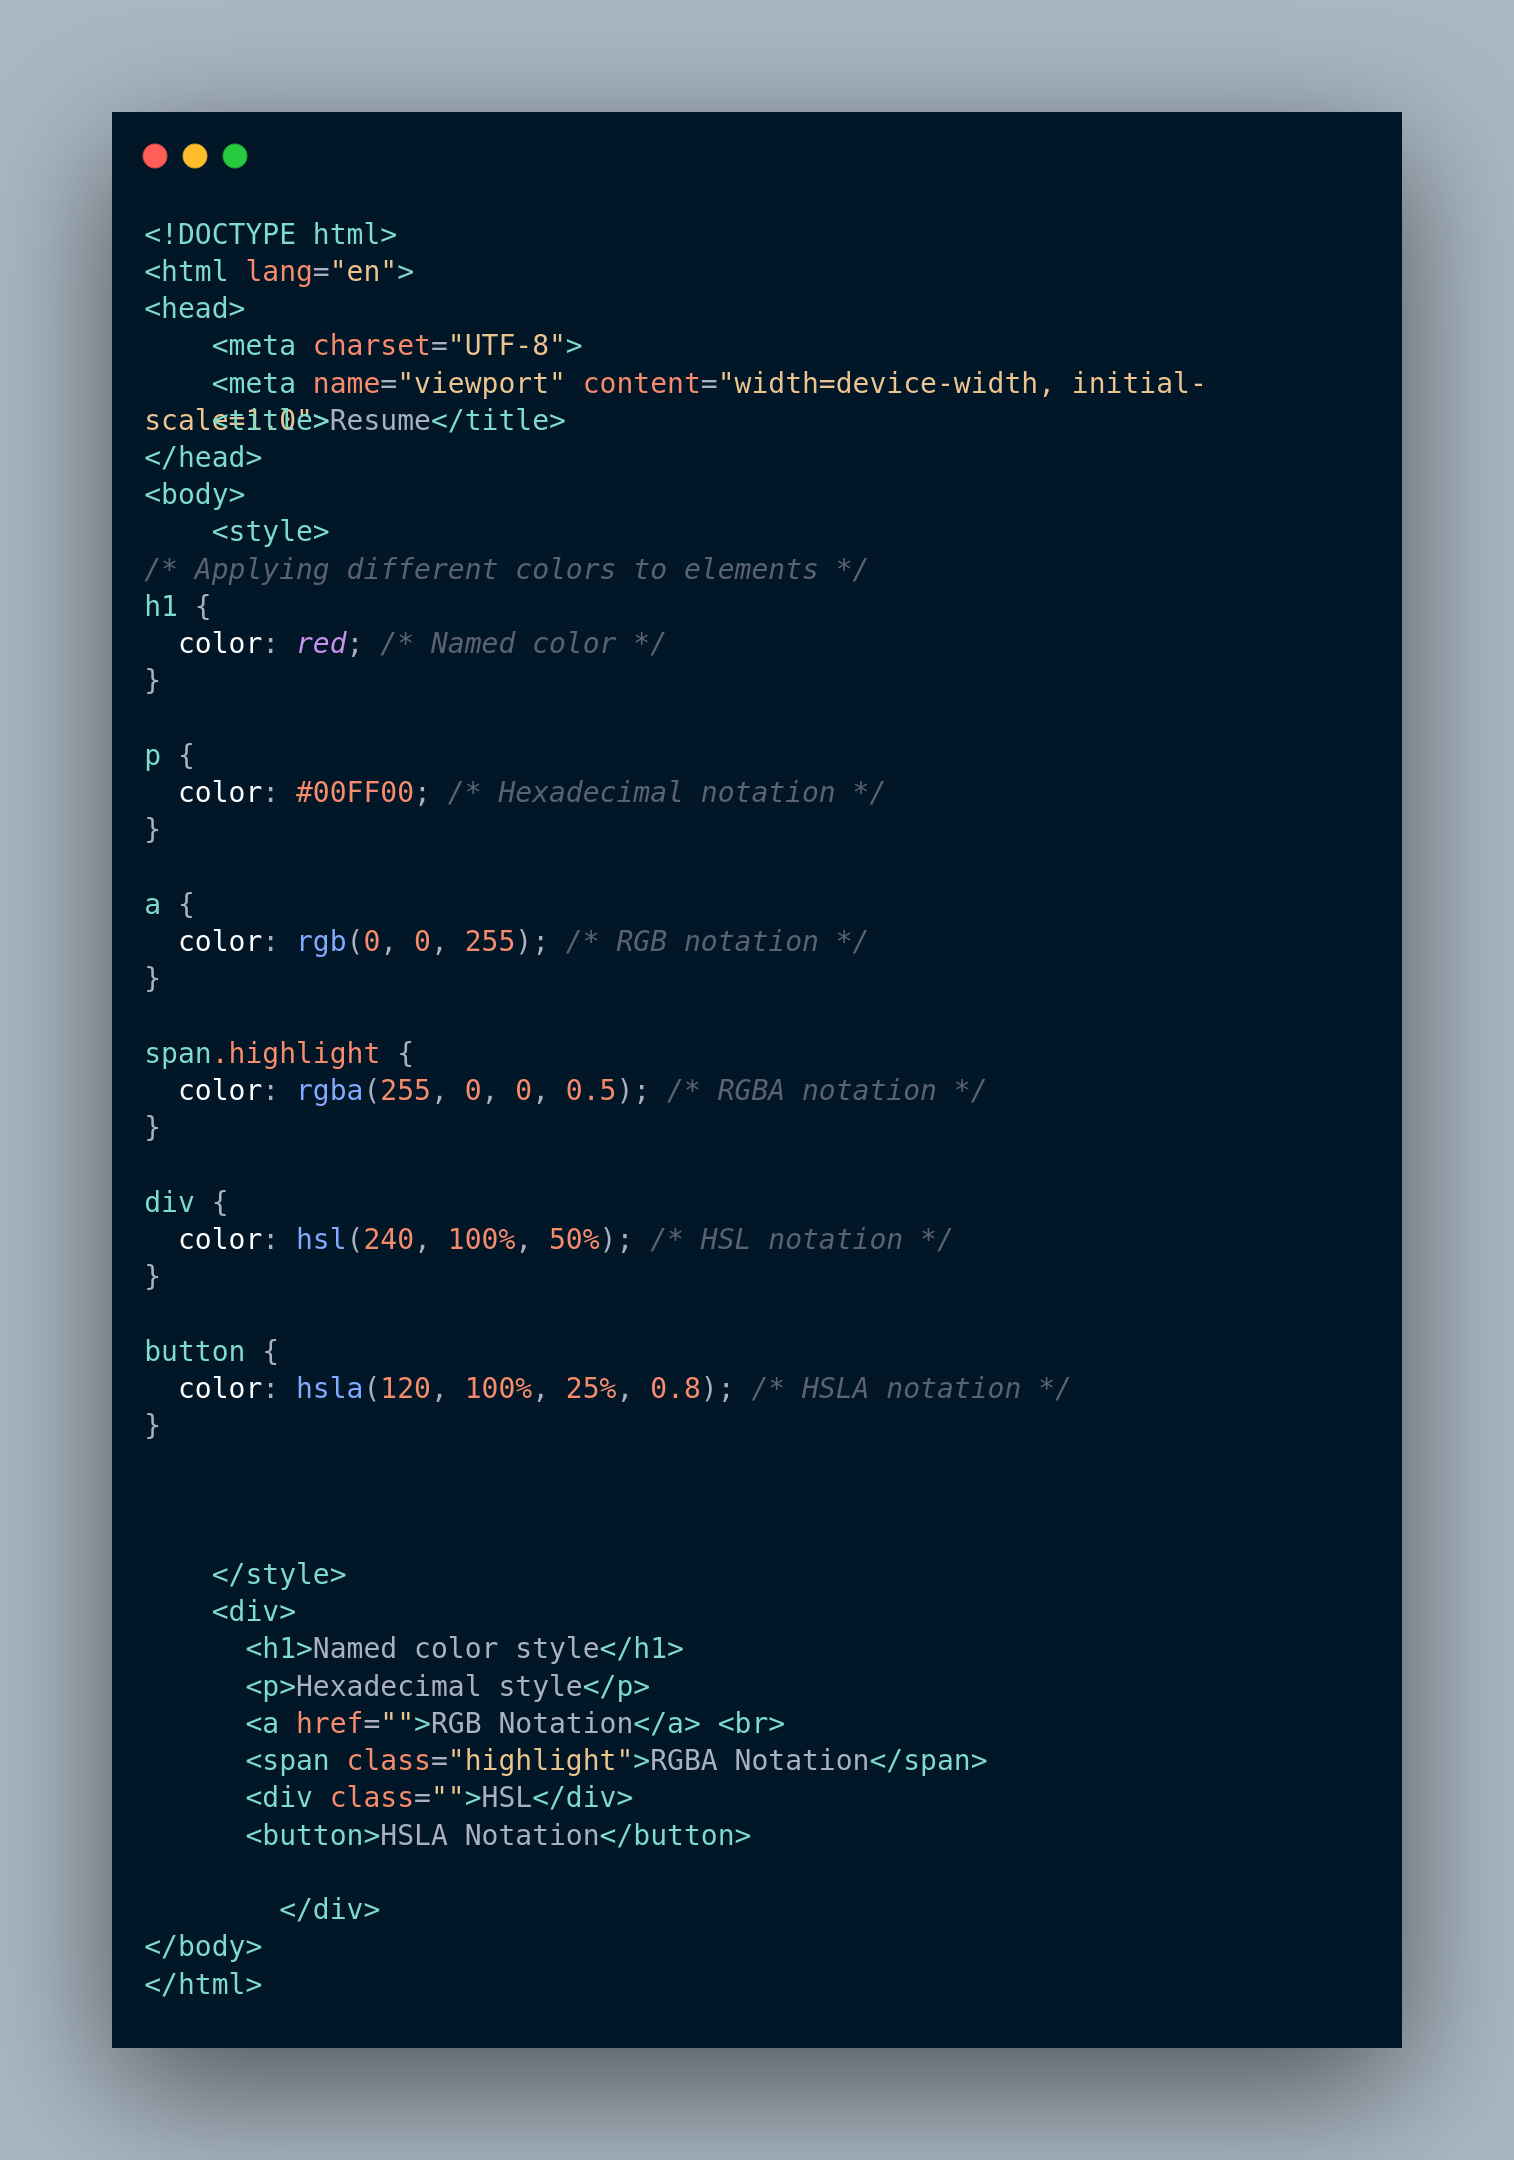 <!DOCTYPE html>
<html lang="en">
<head>
    <meta charset="UTF-8">
    <meta name="viewport" content="width=device-width, initial-
scale=1.0">
    <title>Resume</title>
</head>
<body>
    <style>
/* Applying different colors to elements */
h1 {
  color: red; /* Named color */
}

p {
  color: #00FF00; /* Hexadecimal notation */
}

a {
  color: rgb(0, 0, 255); /* RGB notation */
}

span.highlight {
  color: rgba(255, 0, 0, 0.5); /* RGBA notation */
}

div {
  color: hsl(240, 100%, 50%); /* HSL notation */
}

button {
  color: hsla(120, 100%, 25%, 0.8); /* HSLA notation */
}



    </style>
    <div>
      <h1>Named color style</h1>
      <p>Hexadecimal style</p>
      <a href="">RGB Notation</a> <br>
      <span class="highlight">RGBA Notation</span>
      <div class="">HSL</div>
      <button>HSLA Notation</button>

        </div>
</body>
</html>